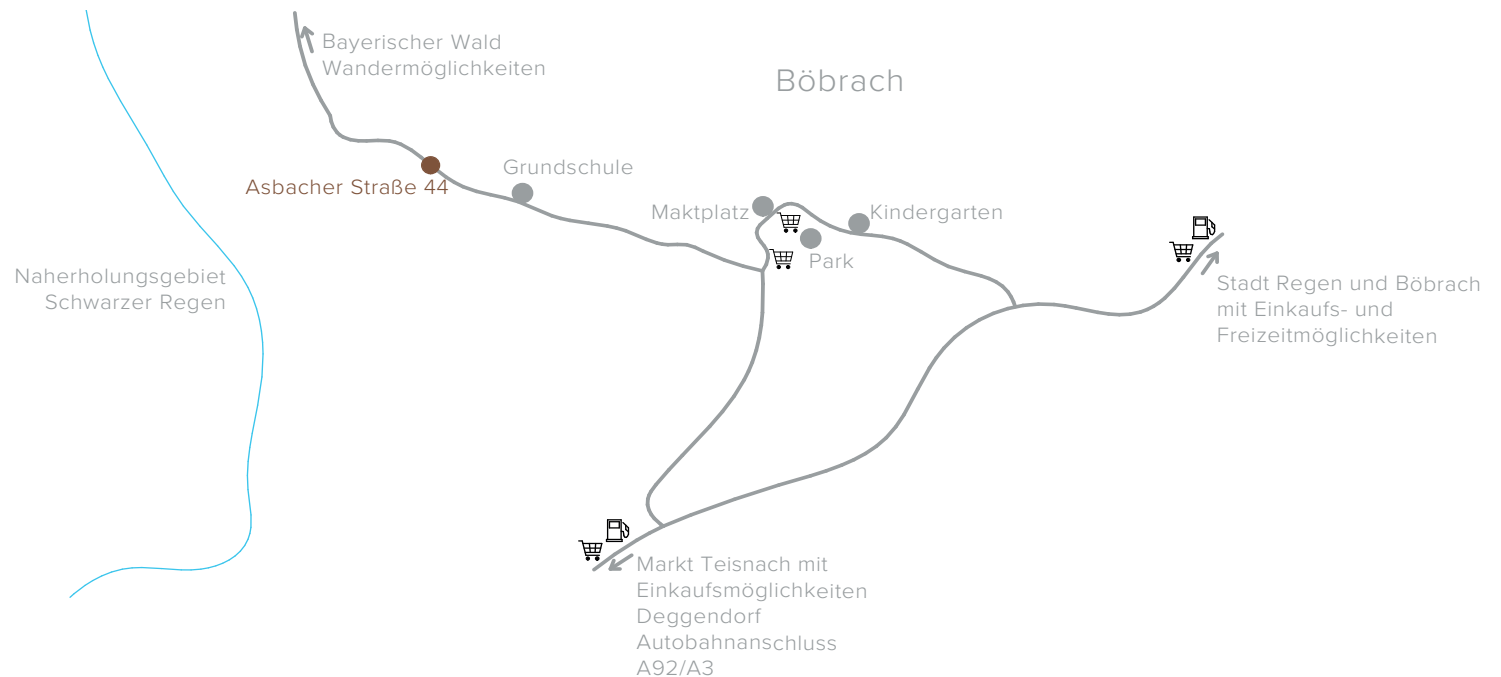 Bayerischer Wald
Wandermöglichkeiten
Böbrach
Grundschule
Asbacher Straße 44
Maktplatz
Kindergarten
Park
Naherholungsgebiet
Schwarzer Regen
Stadt Regen und Böbrach
mit Einkaufs- und
Freizeitmöglichkeiten
Markt Teisnach mit
Einkaufsmöglichkeiten
Deggendorf
Autobahnanschluss
A92/A3